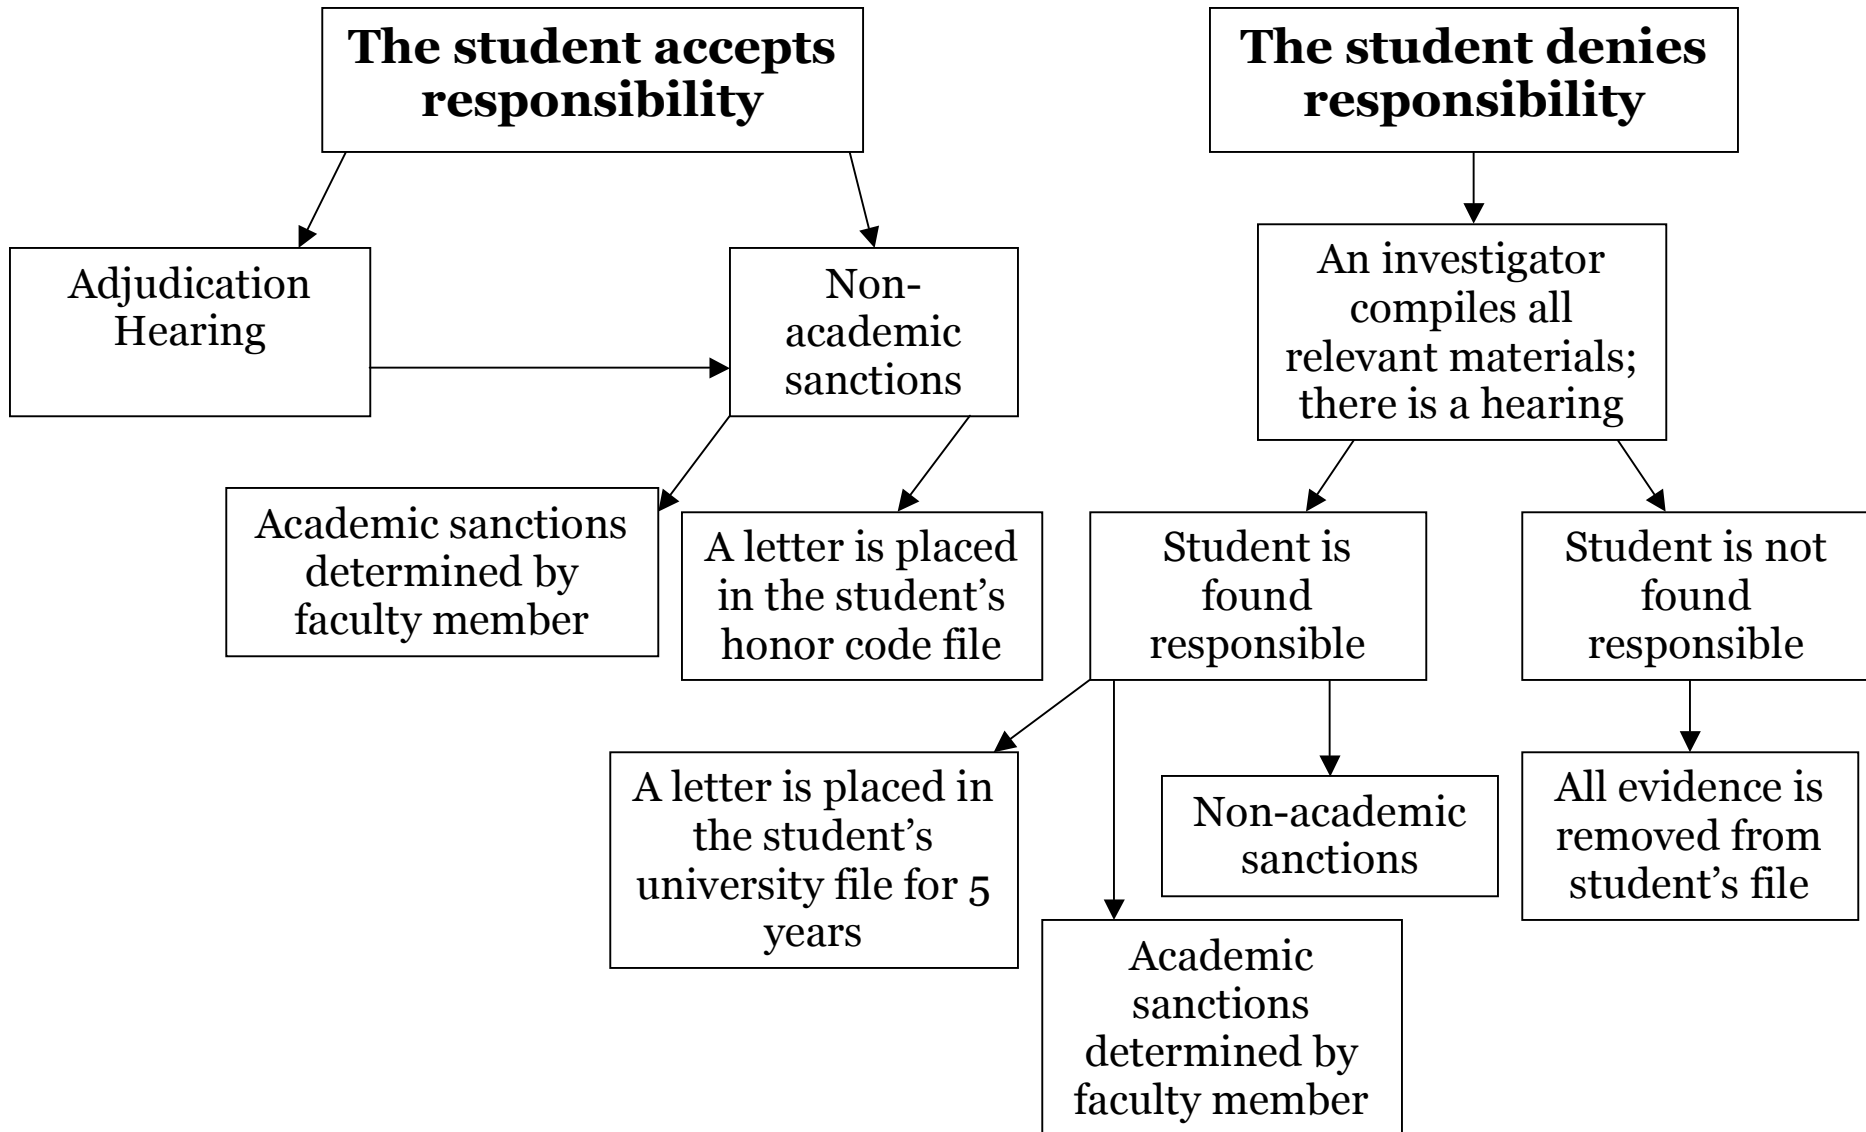 The student accepts
responsibility
The student denies
responsibility
Adjudication
Hearing
Non-
academic
sanctions
An investigator
compiles all
relevant materials;
there is a hearing
Academic sanctions
determined by
faculty member
A letter is placed
in the student’s
honor code file
Student is
found
responsible
Student is not
found
responsible
A letter is placed in
the student’s
university file for 5
years
Non-academic
sanctions
All evidence is
removed from
student’s file
Academic
sanctions
determined by
faculty member